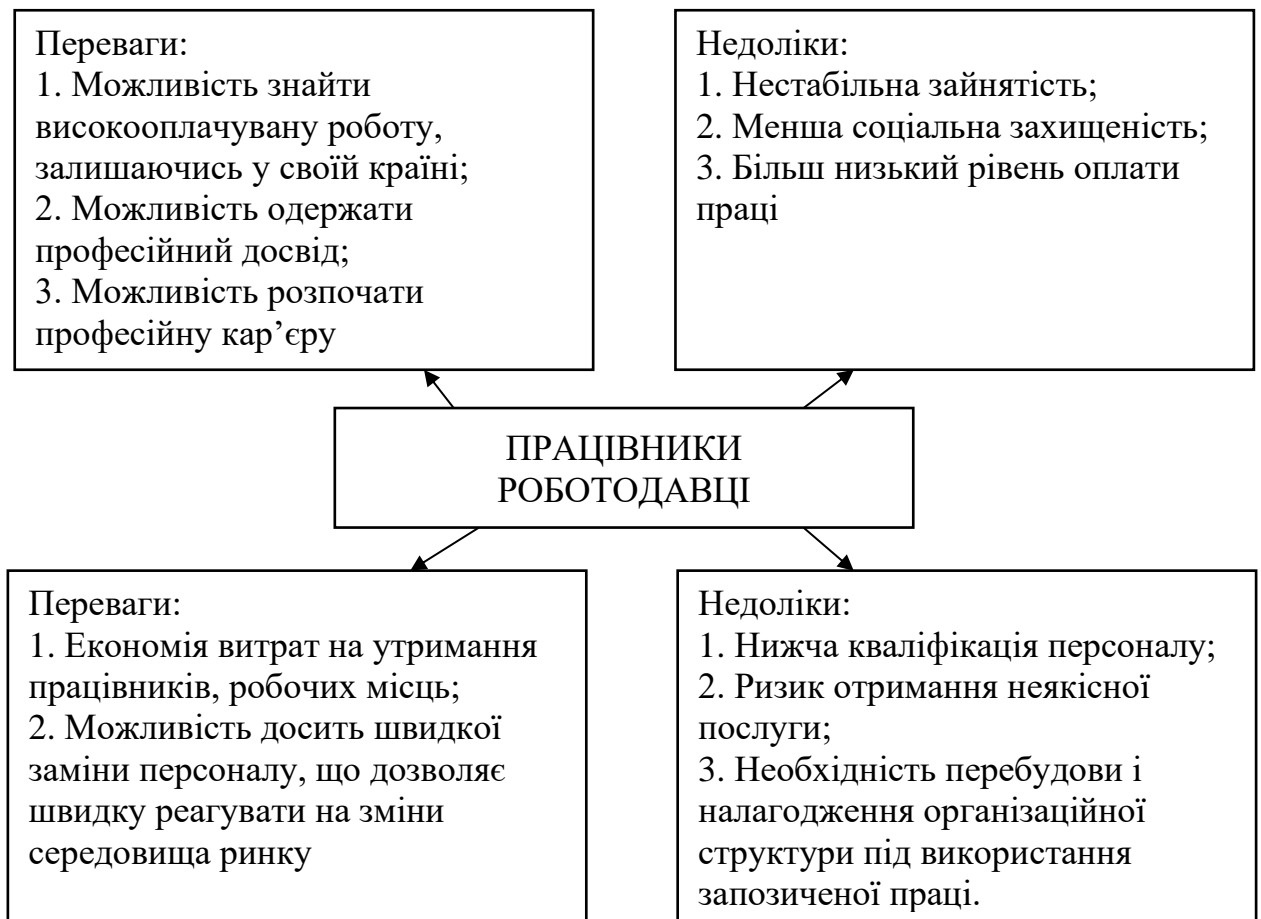 Переваги:
1. Можливість знайти
високооплачувану роботу,
залишаючись у своїй країні;
2. Можливість одержати
професійний досвід;
3. Можливість розпочати
професійну кар’єру
Недоліки:
1. Нестабільна зайнятість;
2. Менша соціальна захищеність;
3. Більш низький рівень оплати
праці
ПРАЦІВНИКИ
РОБОТОДАВЦІ
Переваги:
1. Економія витрат на утримання
працівників, робочих місць;
2. Можливість досить швидкої
заміни персоналу, що дозволяє
швидку реагувати на зміни
середовища ринку
Недоліки:
1. Нижча кваліфікація персоналу;
2. Ризик отримання неякісної
послуги;
3. Необхідність перебудови і
налагодження організаційної
структури під використання
запозиченої праці.